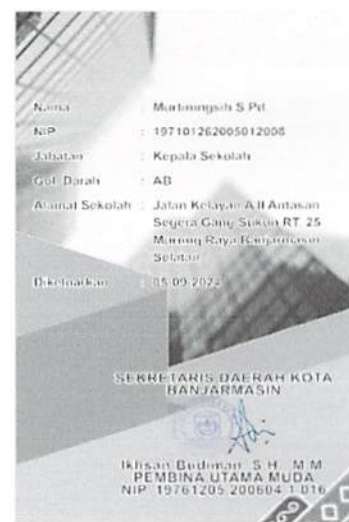 Nama : Murtiningsih S.Pd
NIP : 197101262005012008
Jabatan : Kepala Sekolah
Gol. Darah : AB
Alamat Sekolah : Jalan Kelayan A.II Antasan
Segera Gang Sukun RT. 25
Murung Raya Banjarmasin
Selatan
Dikeluarkan : 05-09-2024
SEKRETARIS DAERAH KOTA
BANJARMASIN
Ikhsan Budiman, S.H., M.M
PEMBINA UTAMA MUDA
NIP. 19761205 200604 1 016